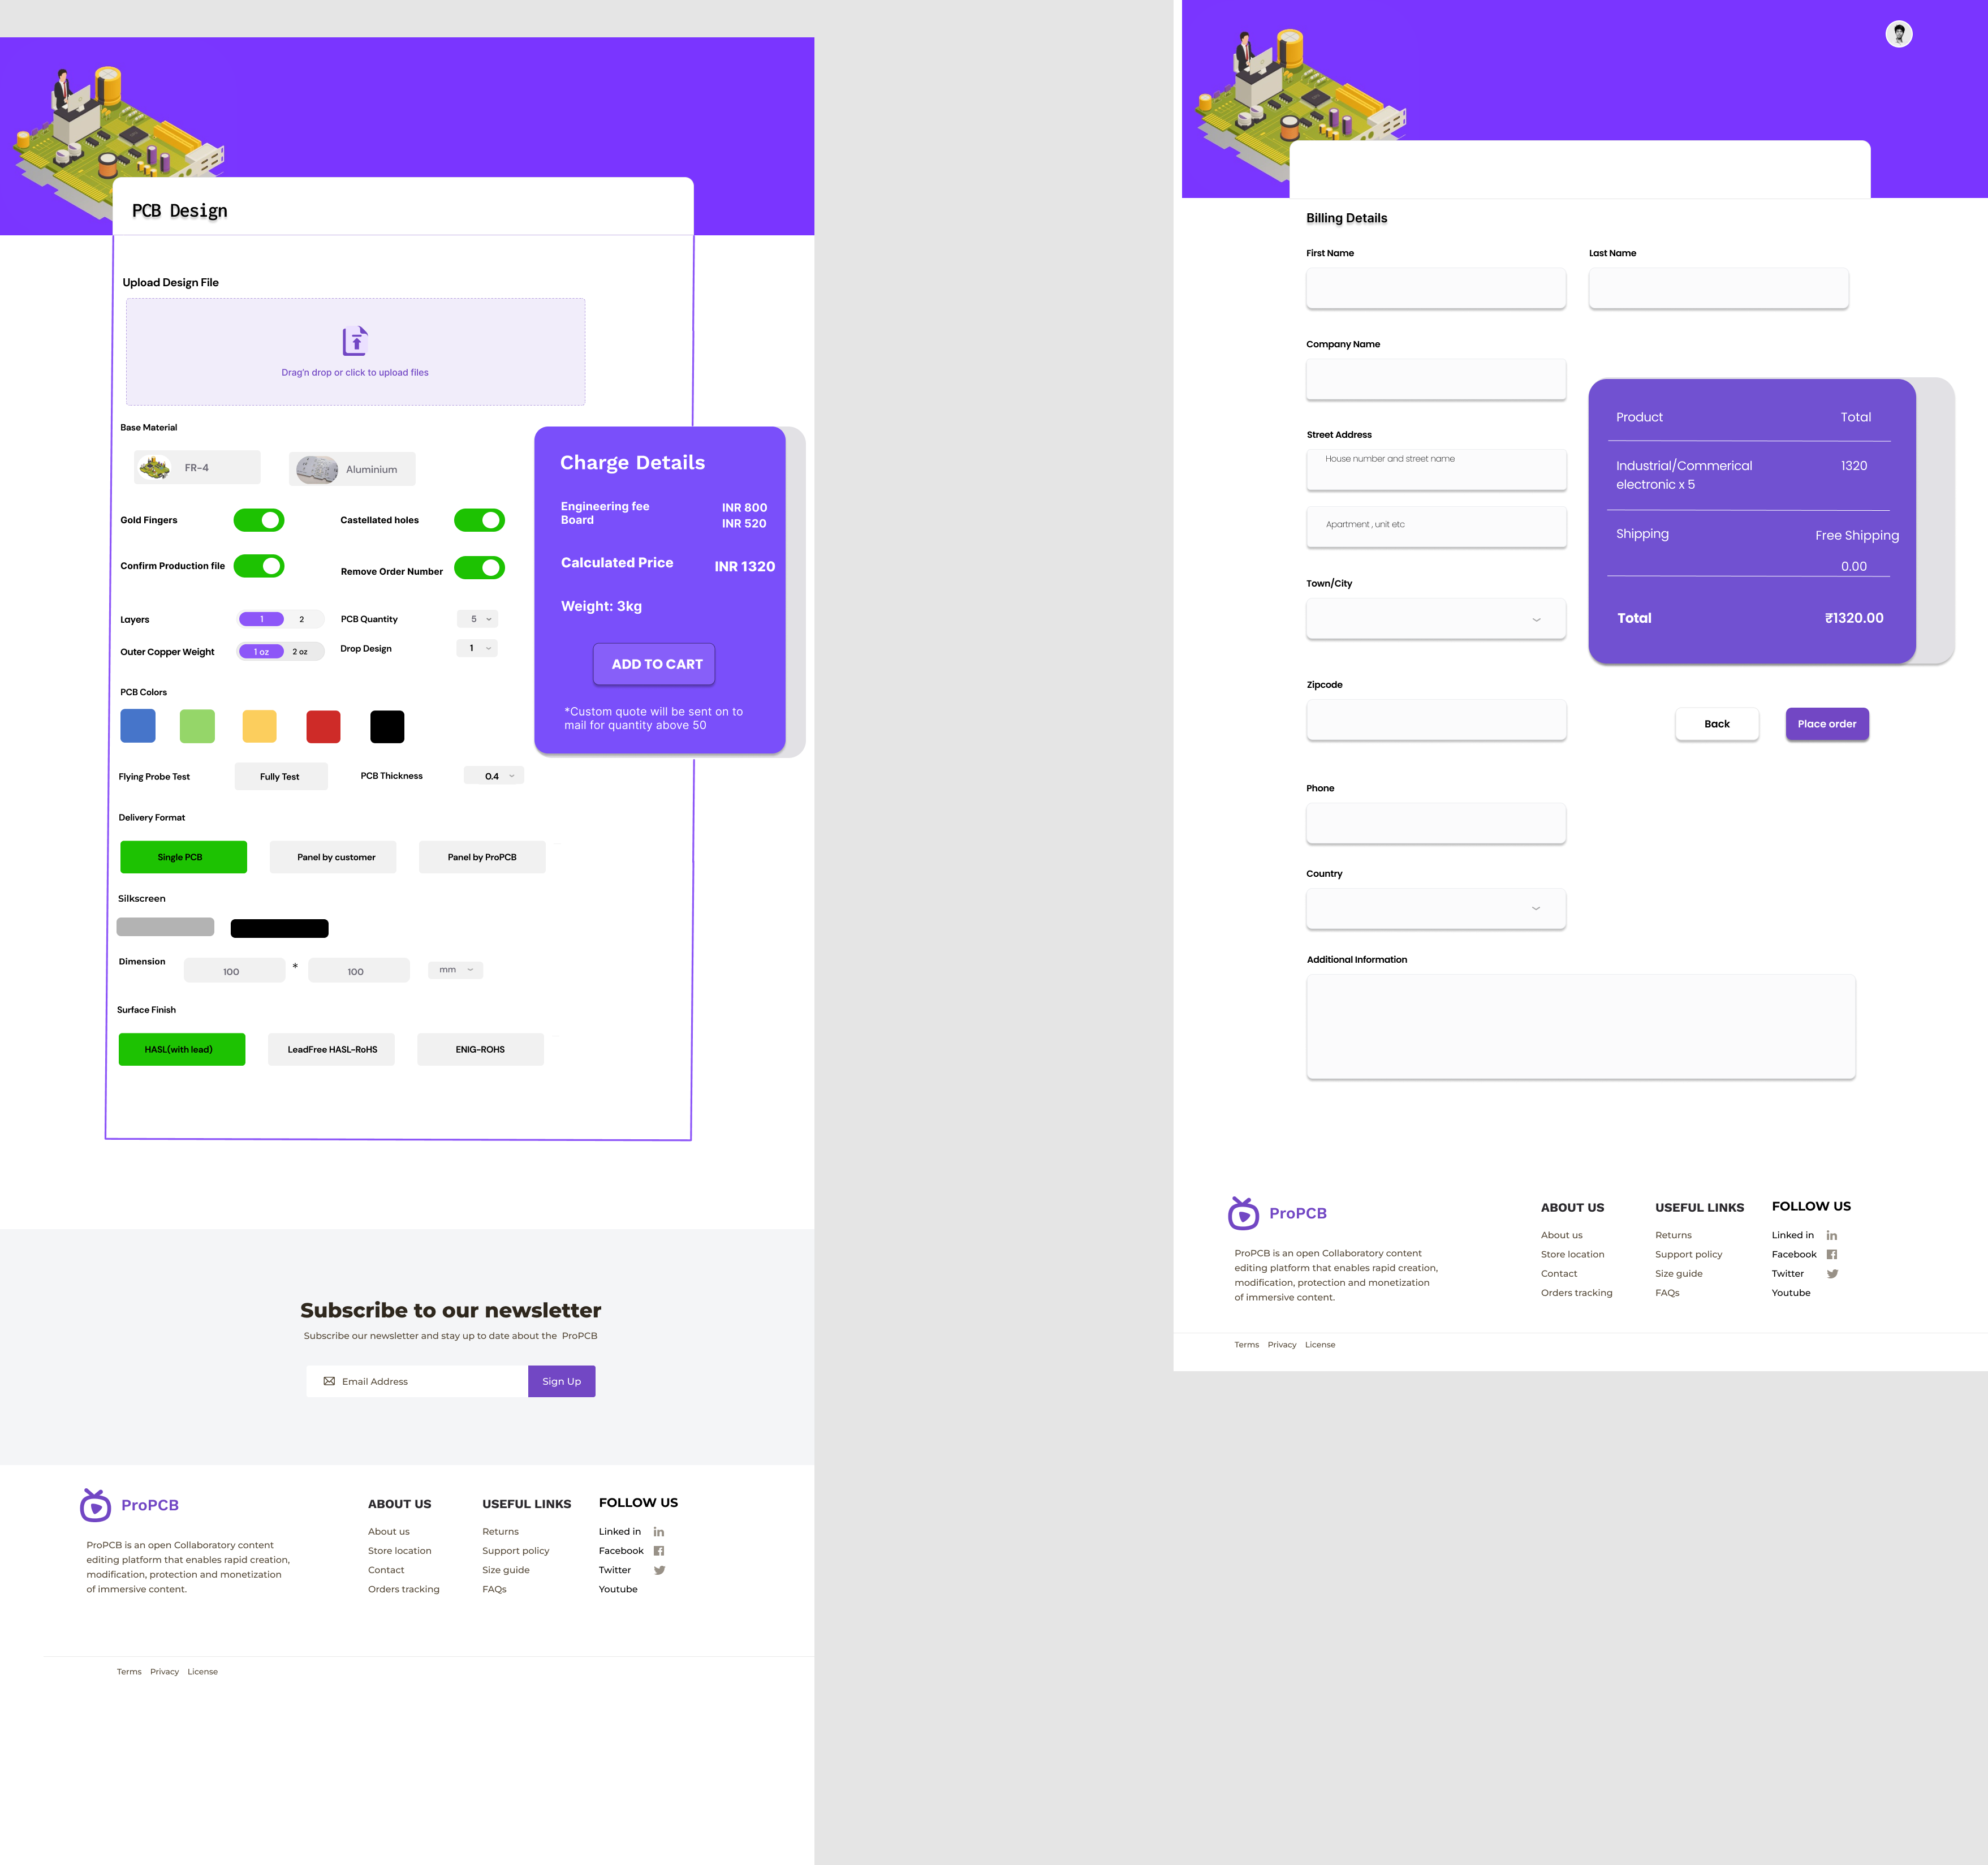 PCB Design
Upload Design File
Drag'n drop or click to upload files
Base Material
FR-4
Aluminium
Gold Fingers
Castellated holes
Confirm Production file
Remove Order Number
Layers
1
2
PCB Quantity
5
Outer Copper Weight
1 oz
2 oz
Drop Design
1
PCB Colors
Flying Probe Test
Fully Test
PCB Thickness
0.4
Delivery Format
Single PCB
Panel by customer
Panel by ProPCB
Silkscreen
Dimension
100
*
100
mm
Surface Finish
HASL(with lead)
LeadFree HASL-RoHS
ENIG-ROHS
Charge Details
Engineering fee
INR 800
Board
INR 520
Calculated Price
INR 1320
Weight: 3kg
ADD TO CART
*Custom quote will be sent on to
mail for quantity above 50
Subscribe to our newsletter
Subscribe our newsletter and stay up to date about the ProPCB
Email Address
Sign Up
ProPCB
ProPCB is an open Collaboratory content
editing platform that enables rapid creation,
modification, protection and monetization
of immersive content.
ABOUT US
About us
Store location
Contact
Orders tracking
USEFUL LINKS
Returns
Support policy
Size guide
FAQs
FOLLOW US
Linked in
Facebook
Twitter
Youtube
Terms Privacy License
Billing Details
First Name
Last Name
Company Name
Street Address
House number and street name
Apartment , unit etc
Town/City
Zipcode
Phone
Country
Additional Information
Product
Total
Industrial/Commerical
1320
electronic x 5
Shipping
Free Shipping
0.00
Total
₹1320.00
Back
Place order
ProPCB
ProPCB is an open Collaboratory content
editing platform that enables rapid creation,
modification, protection and monetization
of immersive content.
ABOUT US
About us
Store location
Contact
Orders tracking
USEFUL LINKS
Returns
Support policy
Size guide
FAQs
FOLLOW US
Linked in
Facebook
Twitter
Youtube
Terms Privacy License